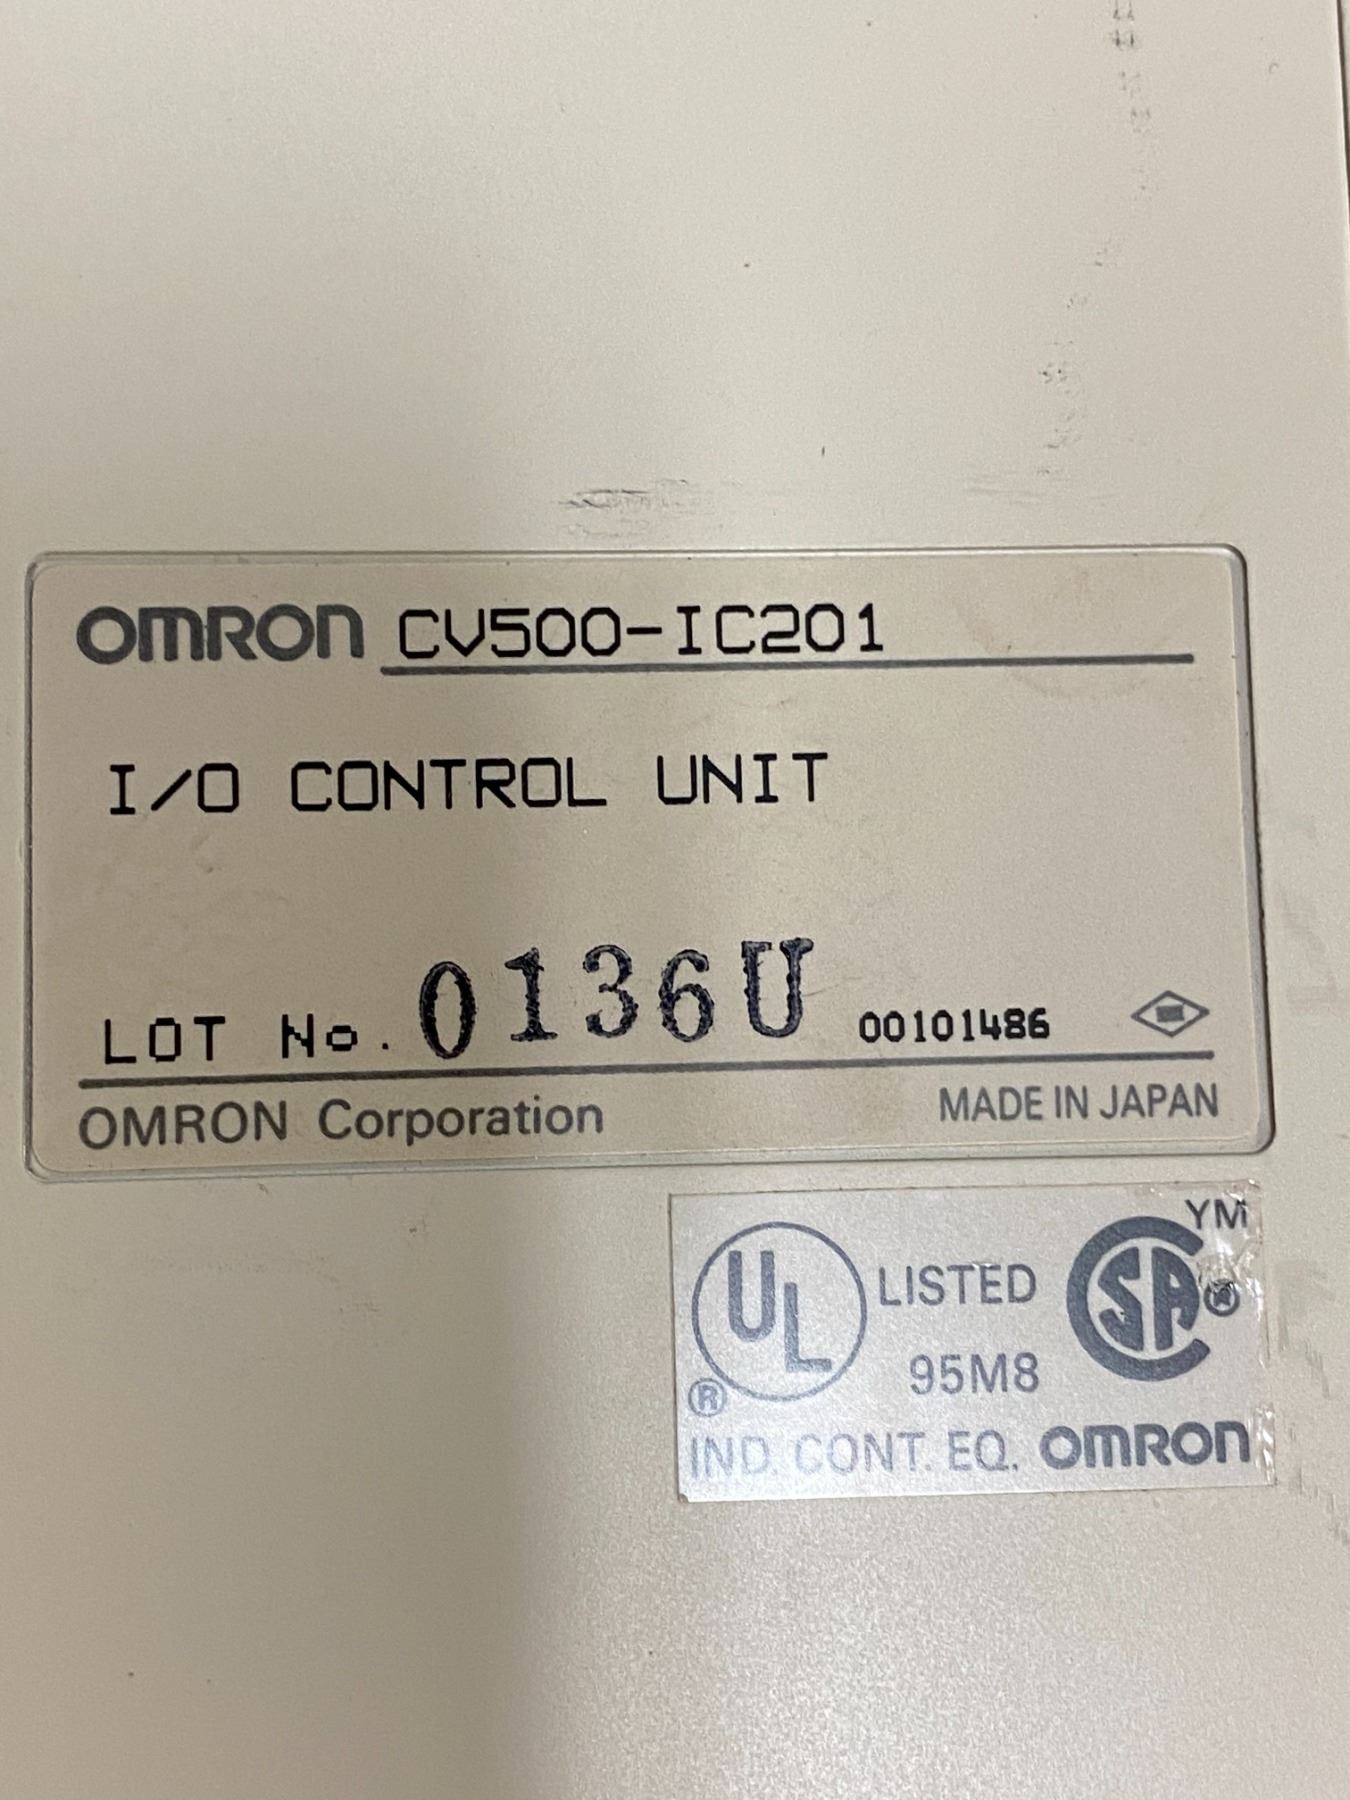 OMRON CV500-IC201
I/O CONTROL UNIT
LOT No. 0136U 00101486
OMRON Corporation MADE IN JAPAN
YM
UL LISTED SA ®
® 95M8
IND. CONT. EQ. OMRON